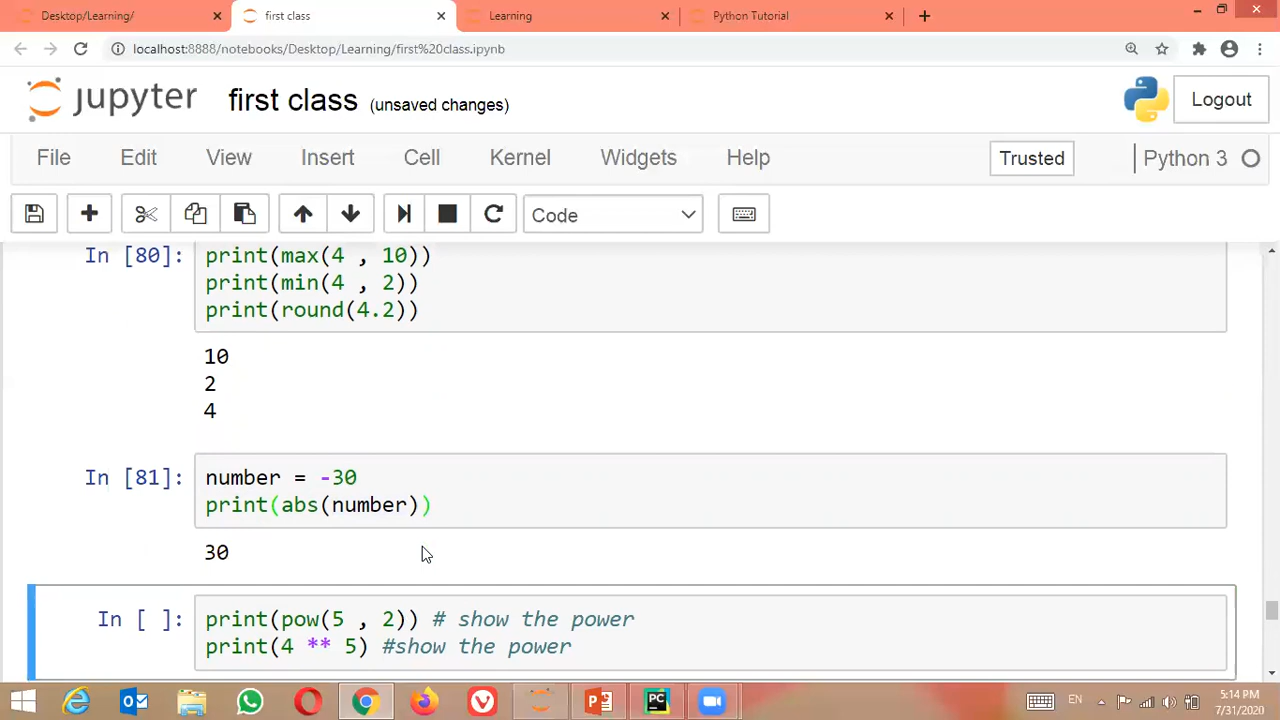 Desktop/Learning/
first class
Learning
Python Tutorial
localhost:8888/notebooks/Desktop/Learning/first%20class.ipynb
jupyter first class (unsaved changes)
Logout
File Edit View Insert Cell Kernel Widgets Help
Trusted
Python 3
Code
In [80]:
print(max(4 , 10))
print(min(4 , 2))
print(round(4.2))
10
2
4
In [81]:
number = -30
print(abs(number))
30
In [ ]:
print(pow(5 , 2)) # show the power
print(4 ** 5) #show the power
PC
EN
5:14 PM
7/31/2020